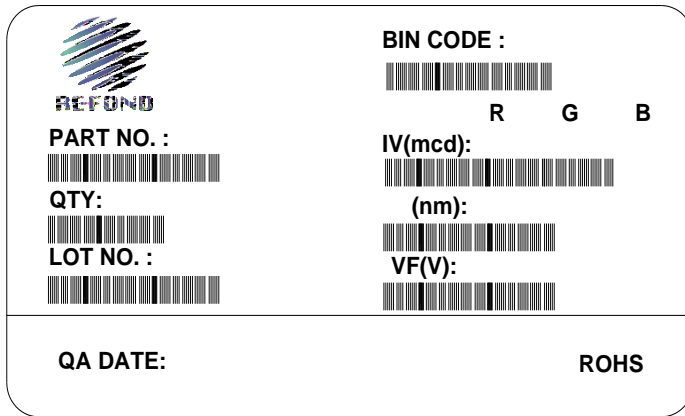 REFOND
PART NO. :
QTY:
LOT NO. :
BIN CODE :
R G B
IV(mcd):
(nm):
VF(V):
QA DATE:
ROHS